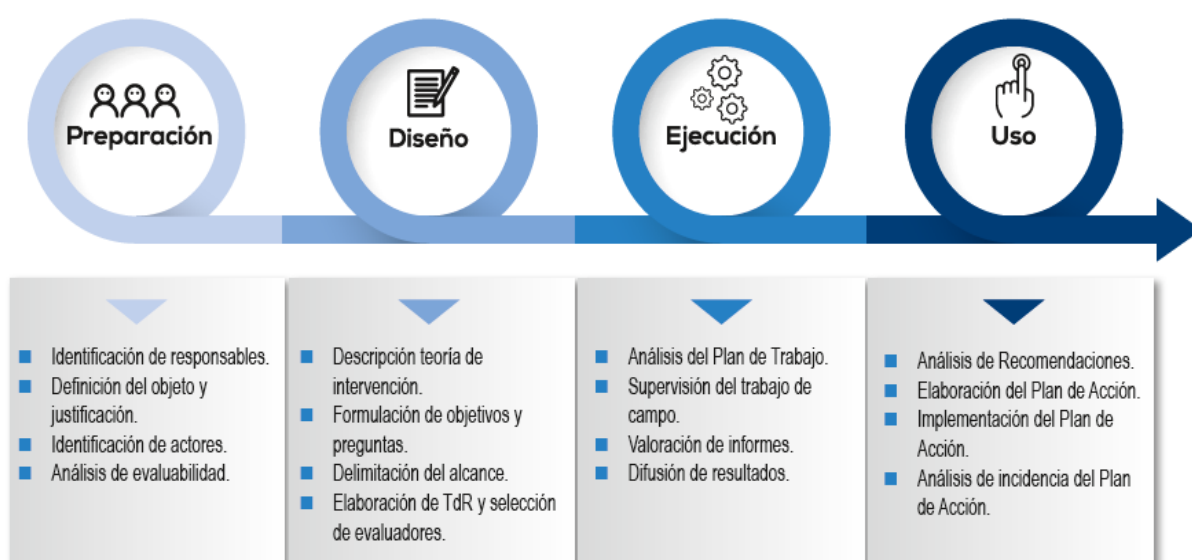 Preparación
Diseño
Ejecución
Uso
Identificación de responsables.
Definición del objeto y
justificación.
Identificación de actores.
Análisis de evaluabilidad.
Descripción teoría de
intervención.
Formulación de objetivos y
preguntas.
Delimitación del alcance.
Elaboración de TdR y selección
de evaluadores.
Análisis del Plan de Trabajo.
Supervisión del trabajo de
campo.
Valoración de informes.
Difusión de resultados.
Análisis de Recomendaciones.
Elaboración del Plan de Acción.
Implementación del Plan de
Acción.
Análisis de incidencia del Plan
de Acción.